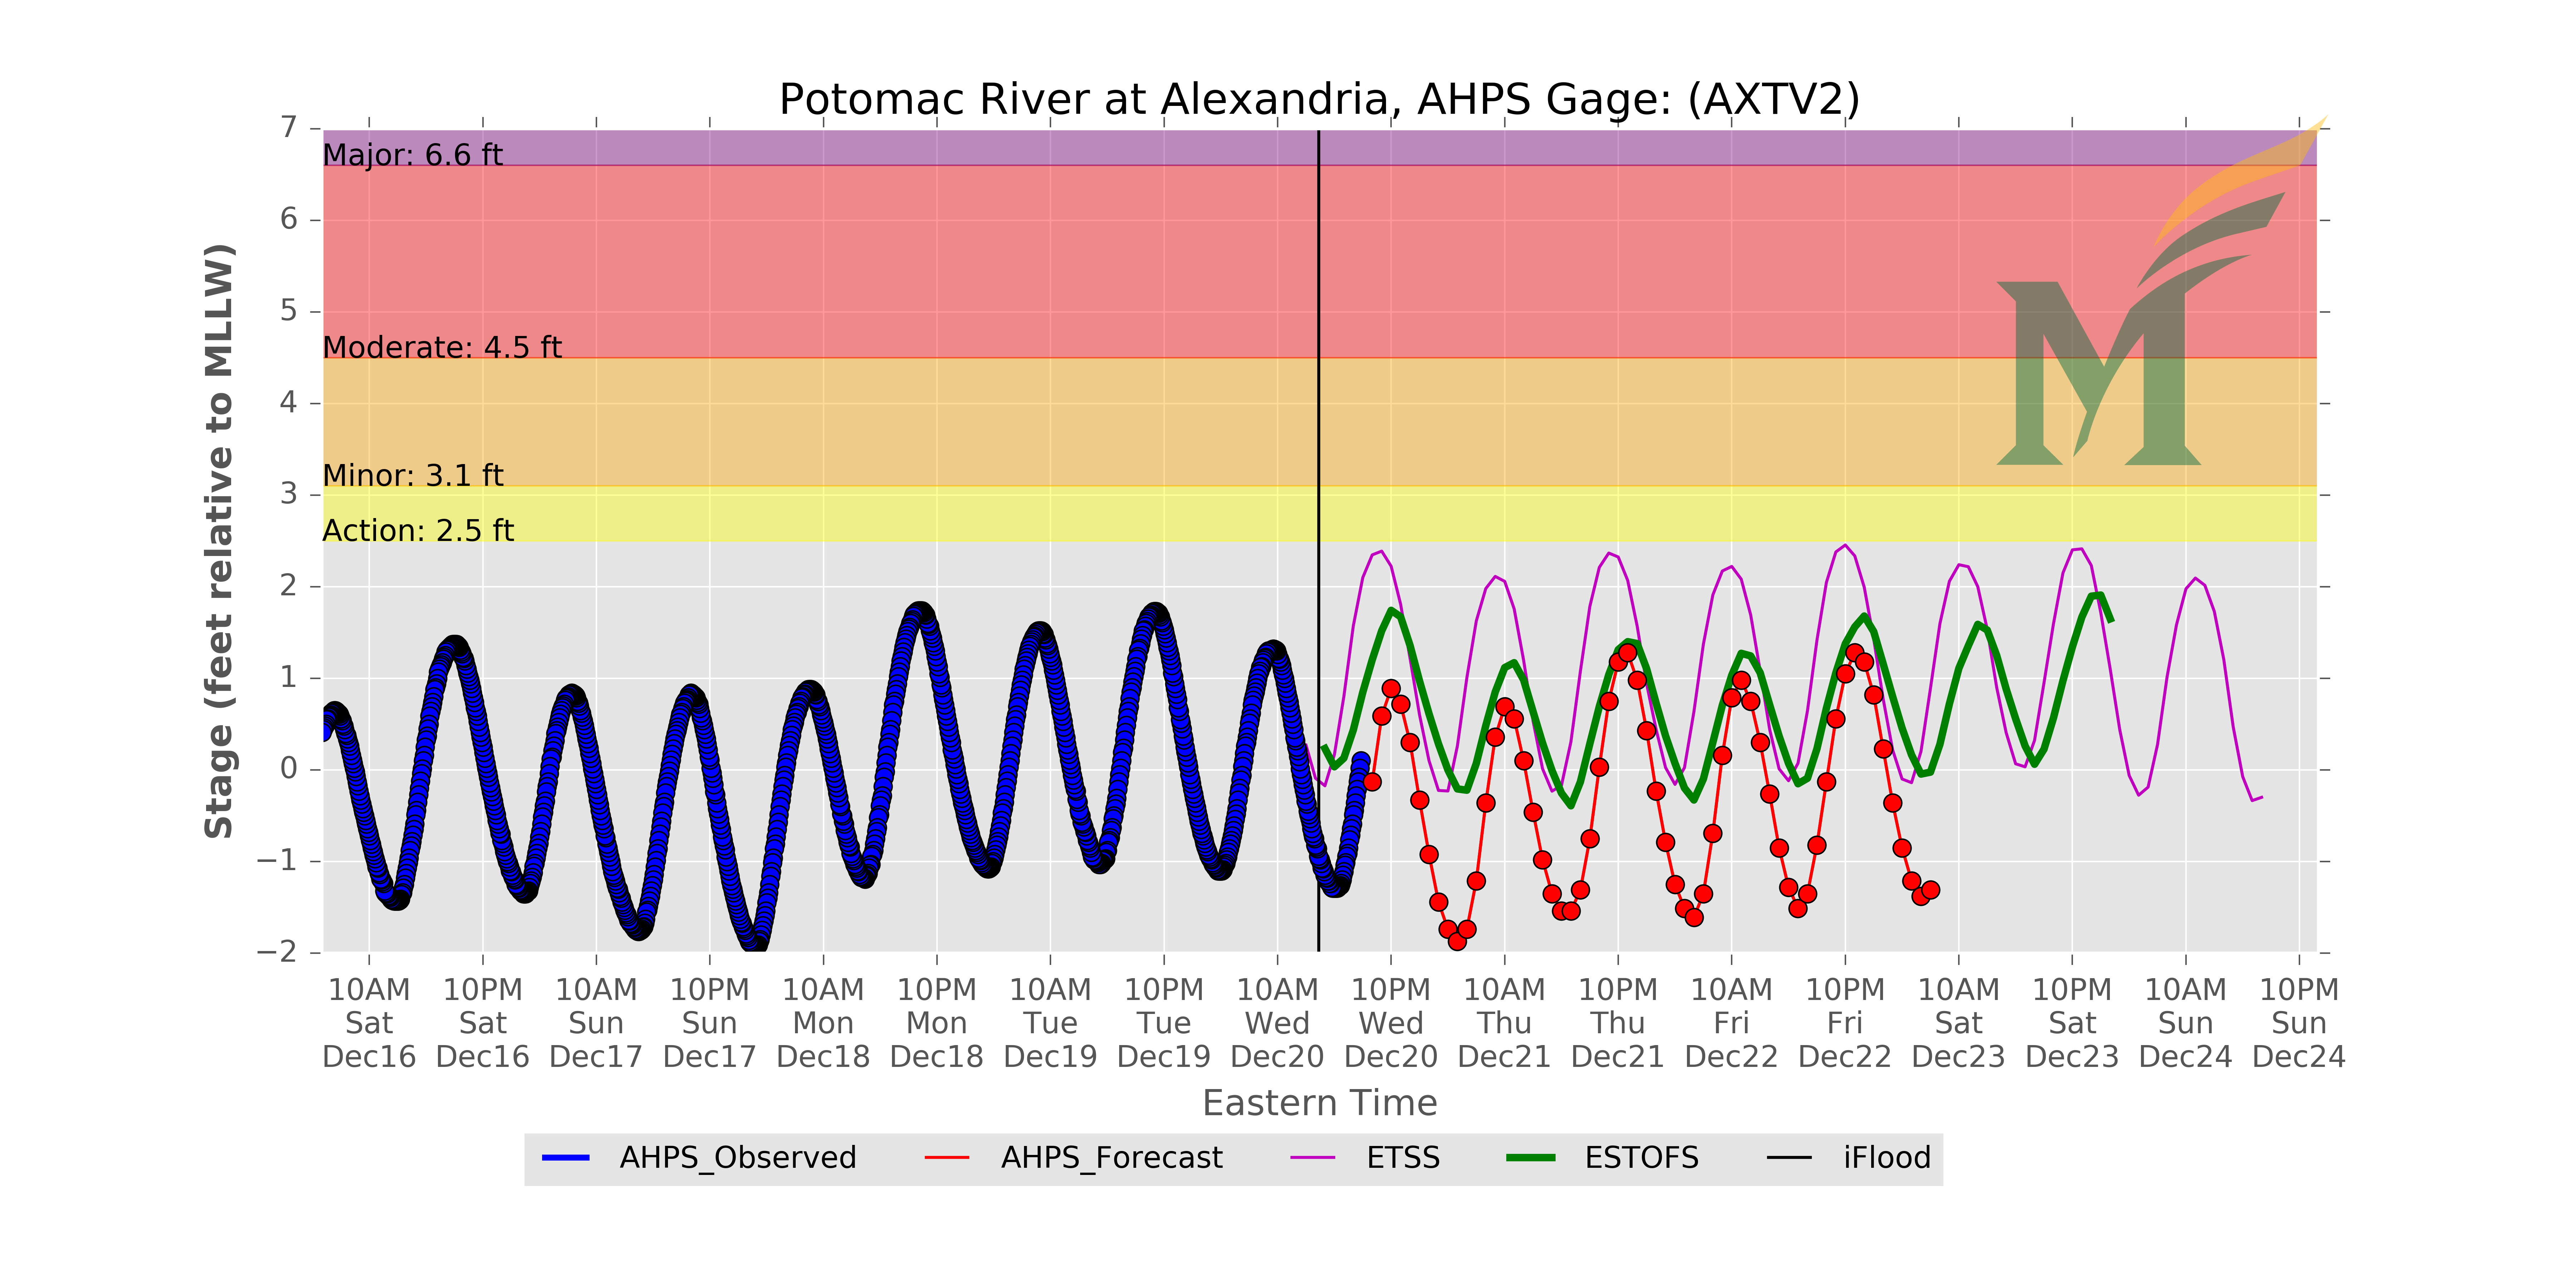 Potomac River at Alexandria, AHPS Gage: (AXTV2)
7
Major: 6.6 ft
6
5
Moderate: 4.5 ft
4
Minor: 3.1 ft
3
Action: 2.5 ft
2
1
0
−1
−2
Stage (feet relative to MLLW)
10AM 10PM 10AM 10PM 10AM 10PM 10AM 10PM 10AM 10PM 10AM 10PM 10AM 10PM 10AM 10PM 10AM 10PM
Sat Sat Sun Sun Mon Mon Tue Tue Wed Wed Thu Thu Fri Fri Sat Sat Sun Sun
Dec16 Dec16 Dec17 Dec17 Dec18 Dec18 Dec19 Dec19 Dec20 Dec20 Dec21 Dec21 Dec22 Dec22 Dec23 Dec23 Dec24 Dec24
Eastern Time
AHPS_Observed AHPS_Forecast ETSS ESTOFS iFlood